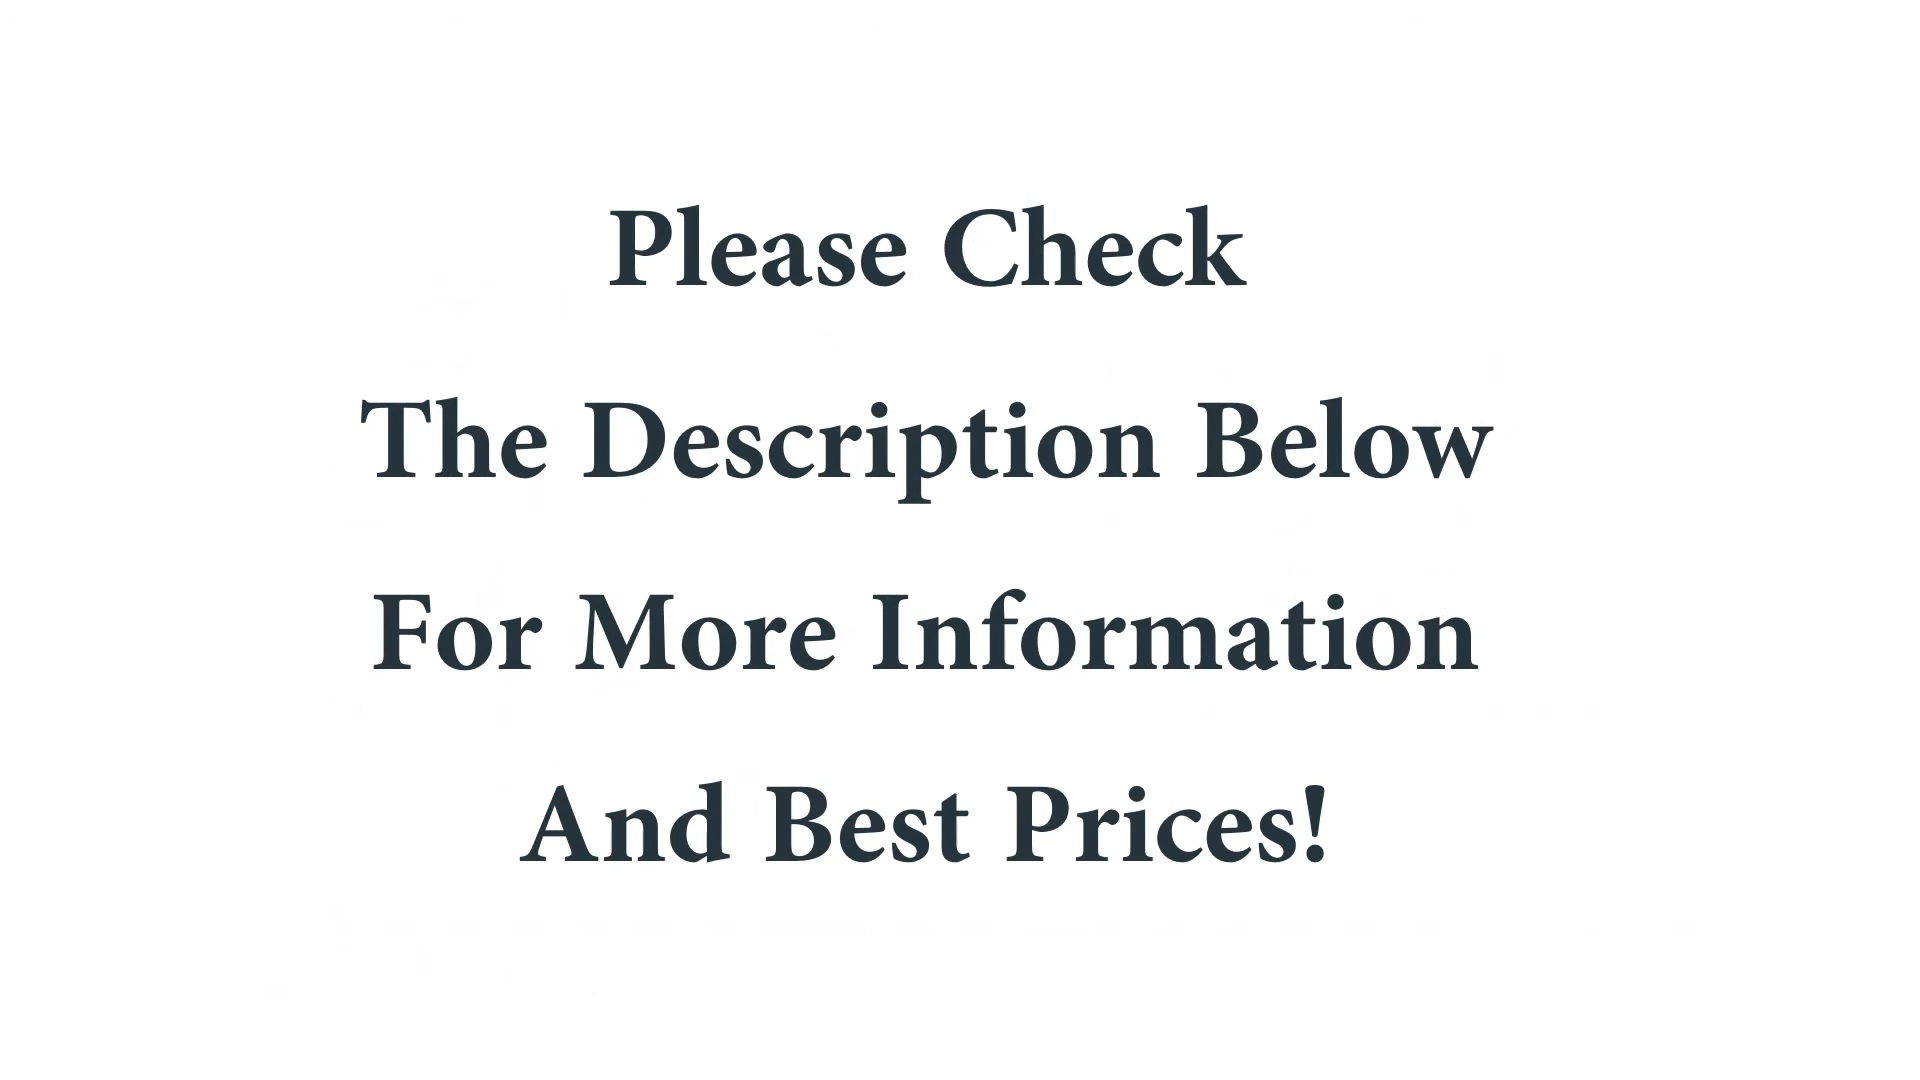 Please Check
The Description Below
For More Information
And Best Prices!